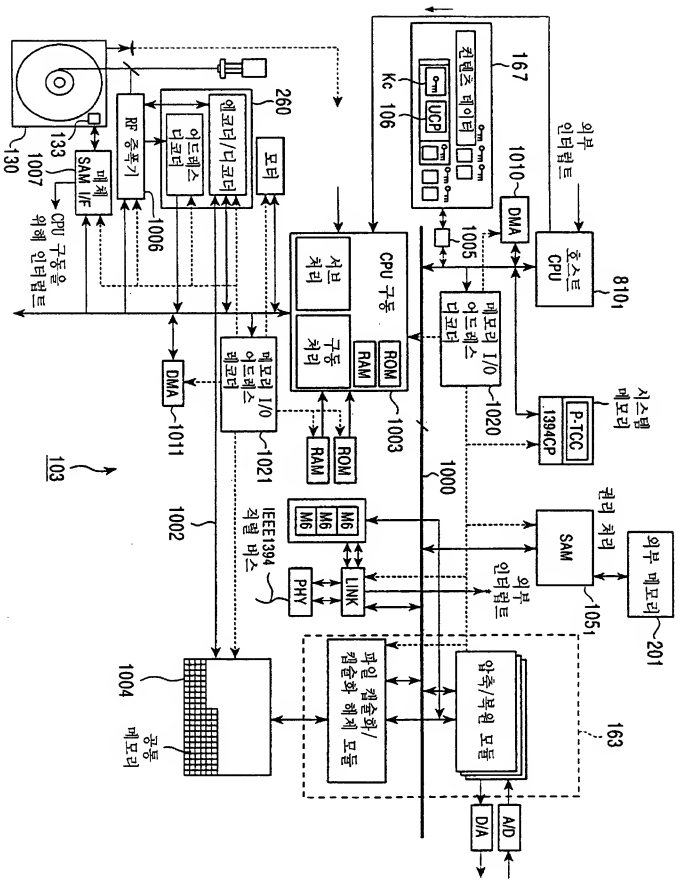 외부 메모리
201
810₁
호스트
CPU
외부
인터럽트
시스템
메모리
P-TCC
1394CP
권리 처리
SAM
105₁
163
1010
DMA
167
컨텐츠 데이터
Kc
106
UCP
1005
메모리 I/O
어드레스
디코더
1020
외부
인터럽트
압축/복원 모듈
A/D
D/A
1000
CPU 구동
ROM
RAM
서브
처리
구동
처리
1003
ROM
RAM
M6
M6
M6
LINK
PHY
IEEE1394
직렬 버스
파일 캡슐화/
캡슐화 해제 모듈
모터
260
엔코더/디코더
어드레스
디코더
메모리 I/O
어드레스
데코더
1021
1002
1004
공통
메모리
RF 증폭기
1006
DMA
1011
133
130
매체
SAM I/F
1007
CPU 구동을
위해 인터럽트
103